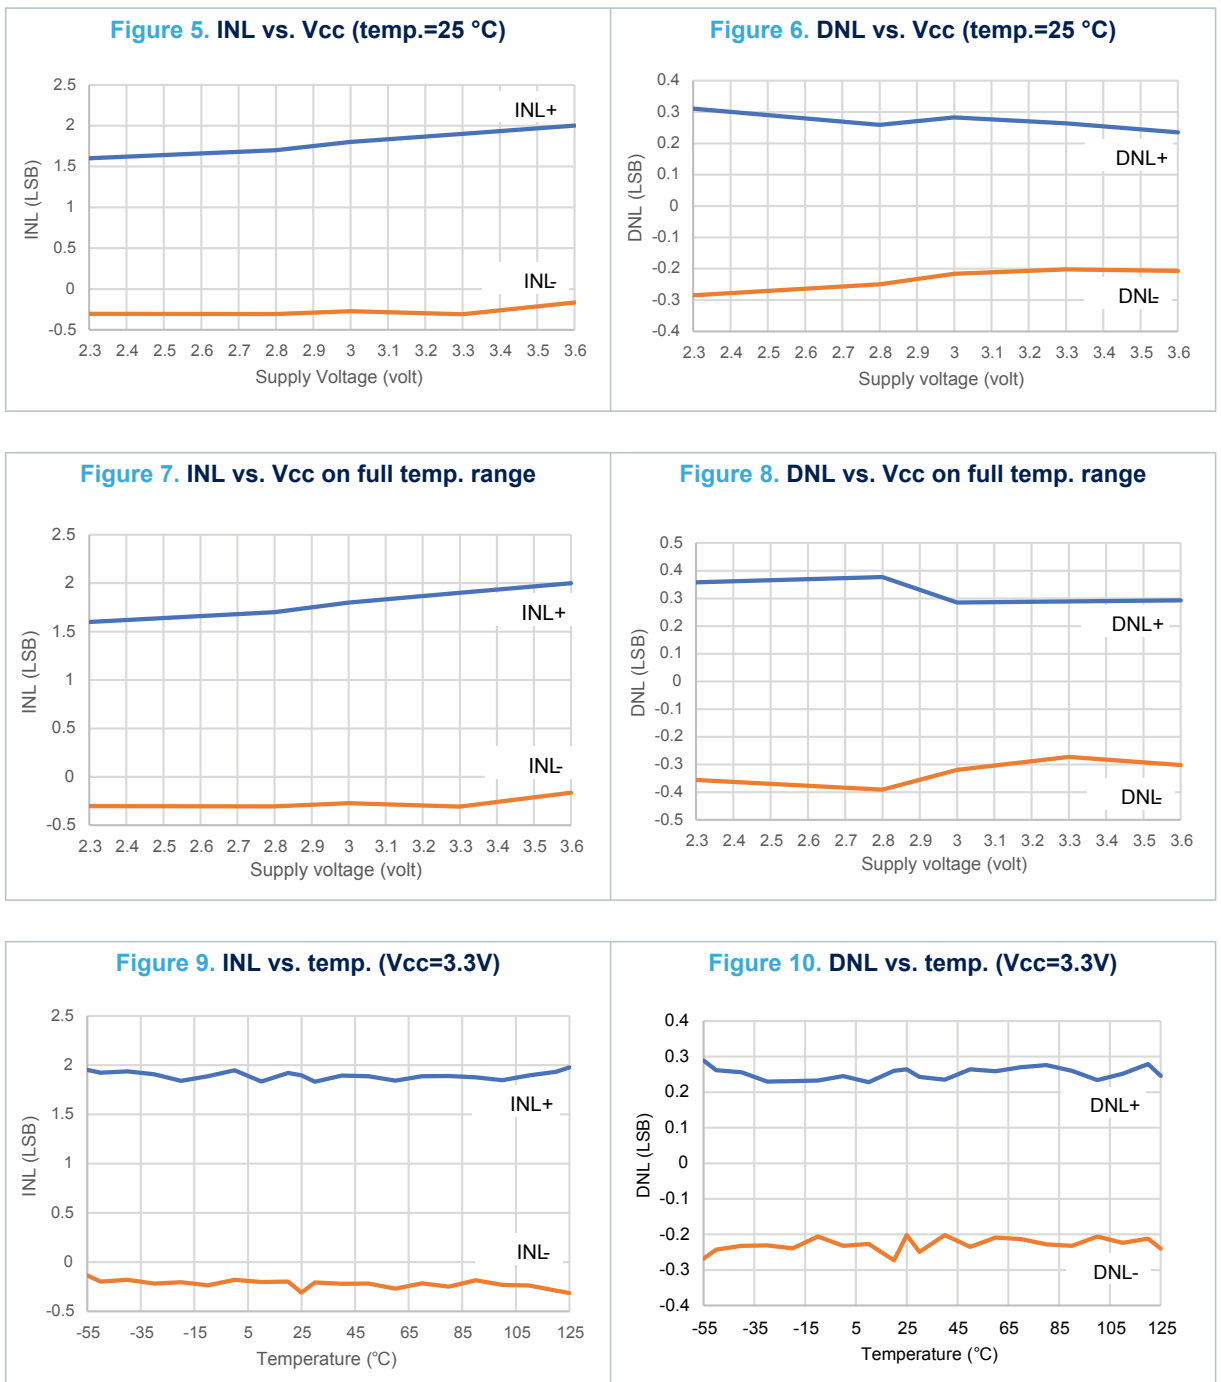 Figure 5. INL vs. Vcc (temp.=25 °C)
2.5
2
1.5
1
0.5
0
-0.5
INL (LSB)
INL+
INL-
2.3 2.4 2.5 2.6 2.7 2.8 2.9 3 3.1 3.2 3.3 3.4 3.5 3.6
Supply Voltage (volt)
Figure 6. DNL vs. Vcc (temp.=25 °C)
0.4
0.3
0.2
0.1
0
-0.1
-0.2
-0.3
-0.4
DNL (LSB)
DNL+
DNL-
2.3 2.4 2.5 2.6 2.7 2.8 2.9 3 3.1 3.2 3.3 3.4 3.5 3.6
Supply voltage (volt)
Figure 7. INL vs. Vcc on full temp. range
2.5
2
1.5
1
0.5
0
-0.5
INL (LSB)
INL+
INL-
2.3 2.4 2.5 2.6 2.7 2.8 2.9 3 3.1 3.2 3.3 3.4 3.5 3.6
Supply voltage (volt)
Figure 8. DNL vs. Vcc on full temp. range
0.5
0.4
0.3
0.2
0.1
0
-0.1
-0.2
-0.3
-0.4
-0.5
DNL (LSB)
DNL+
DNL-
2.3 2.4 2.5 2.6 2.7 2.8 2.9 3 3.1 3.2 3.3 3.4 3.5 3.6
Supply voltage (volt)
Figure 9. INL vs. temp. (Vcc=3.3V)
2.5
2
1.5
1
0.5
0
-0.5
INL (LSB)
INL+
INL-
-55 -35 -15 5 25 45 65 85 105 125
Temperature (°C)
Figure 10. DNL vs. temp. (Vcc=3.3V)
0.4
0.3
0.2
0.1
0
-0.1
-0.2
-0.3
-0.4
DNL (LSB)
DNL+
DNL-
-55 -35 -15 5 25 45 65 85 105 125
Temperature (°C)